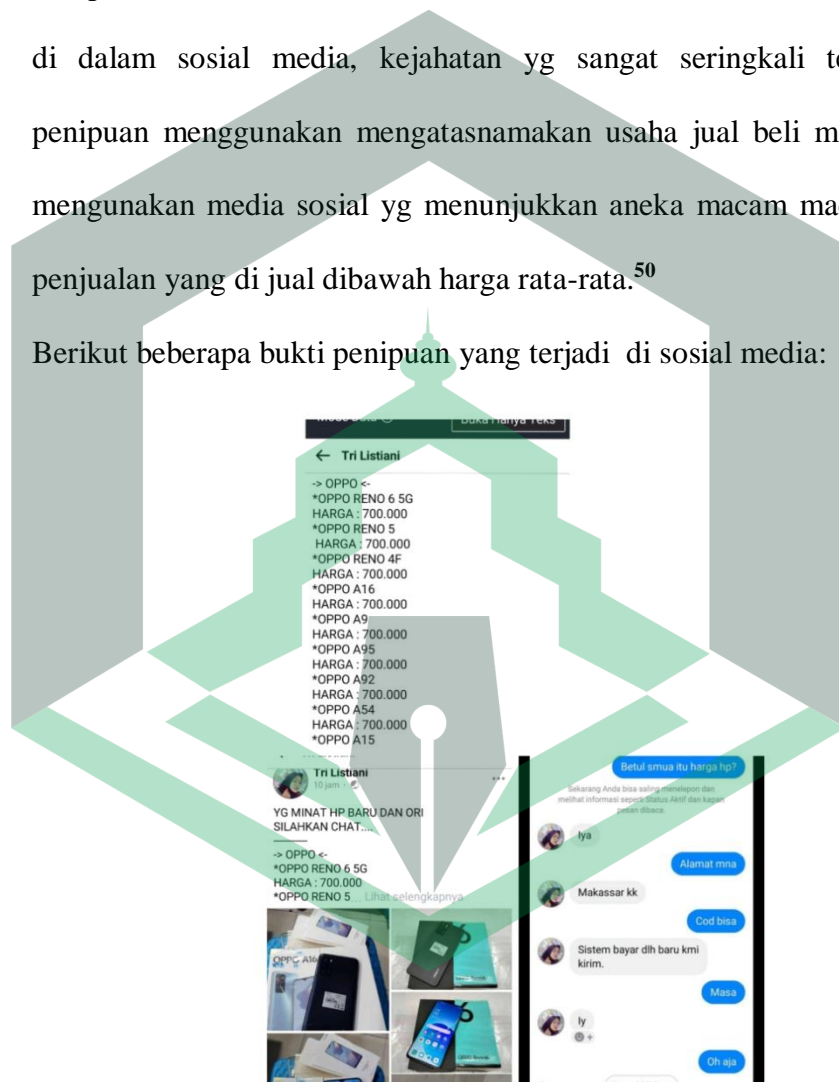 di dalam sosial media, kejahatan yg sangat seringkali
penipuan menggunakan mengatasnamakan usaha jual beli
mengunakan media sosial yg menunjukkan aneka macam
penjualan yang di jual dibawah harga rata-rata.50
Berikut beberapa bukti penipuan yang terjadi di sosial media:
Buka Hanya Teks
← Tri Listiani
-> OPPO <-
*OPPO RENO 6 5G
HARGA : 700.000
*OPPO RENO 5
HARGA : 700.000
*OPPO RENO 4F
HARGA : 700.000
*OPPO A16
HARGA : 700.000
*OPPO A9
HARGA : 700.000
*OPPO A95
HARGA : 700.000
*OPPO A92
HARGA : 700.000
*OPPO A54
HARGA : 700.000
*OPPO A15
Tri Listiani
10 jam
YG MINAT HP BARU DAN ORI
SILAHKAN CHAT....
-> OPPO <-
*OPPO RENO 6 5G
HARGA : 700.000
*OPPO RENO 5... Lihat selengkapnya
OPPO A16
Betul smua itu harga hp?
Sekarang Anda bisa saling menelepon dan
melihat informasi seperti Status Aktif dan kapan
pesan dibaca.
Iya
Alamat mna
Makassar kk
Cod bisa
Sistem bayar dlh baru kmi
kirim.
Masa
Iy
Oh aja